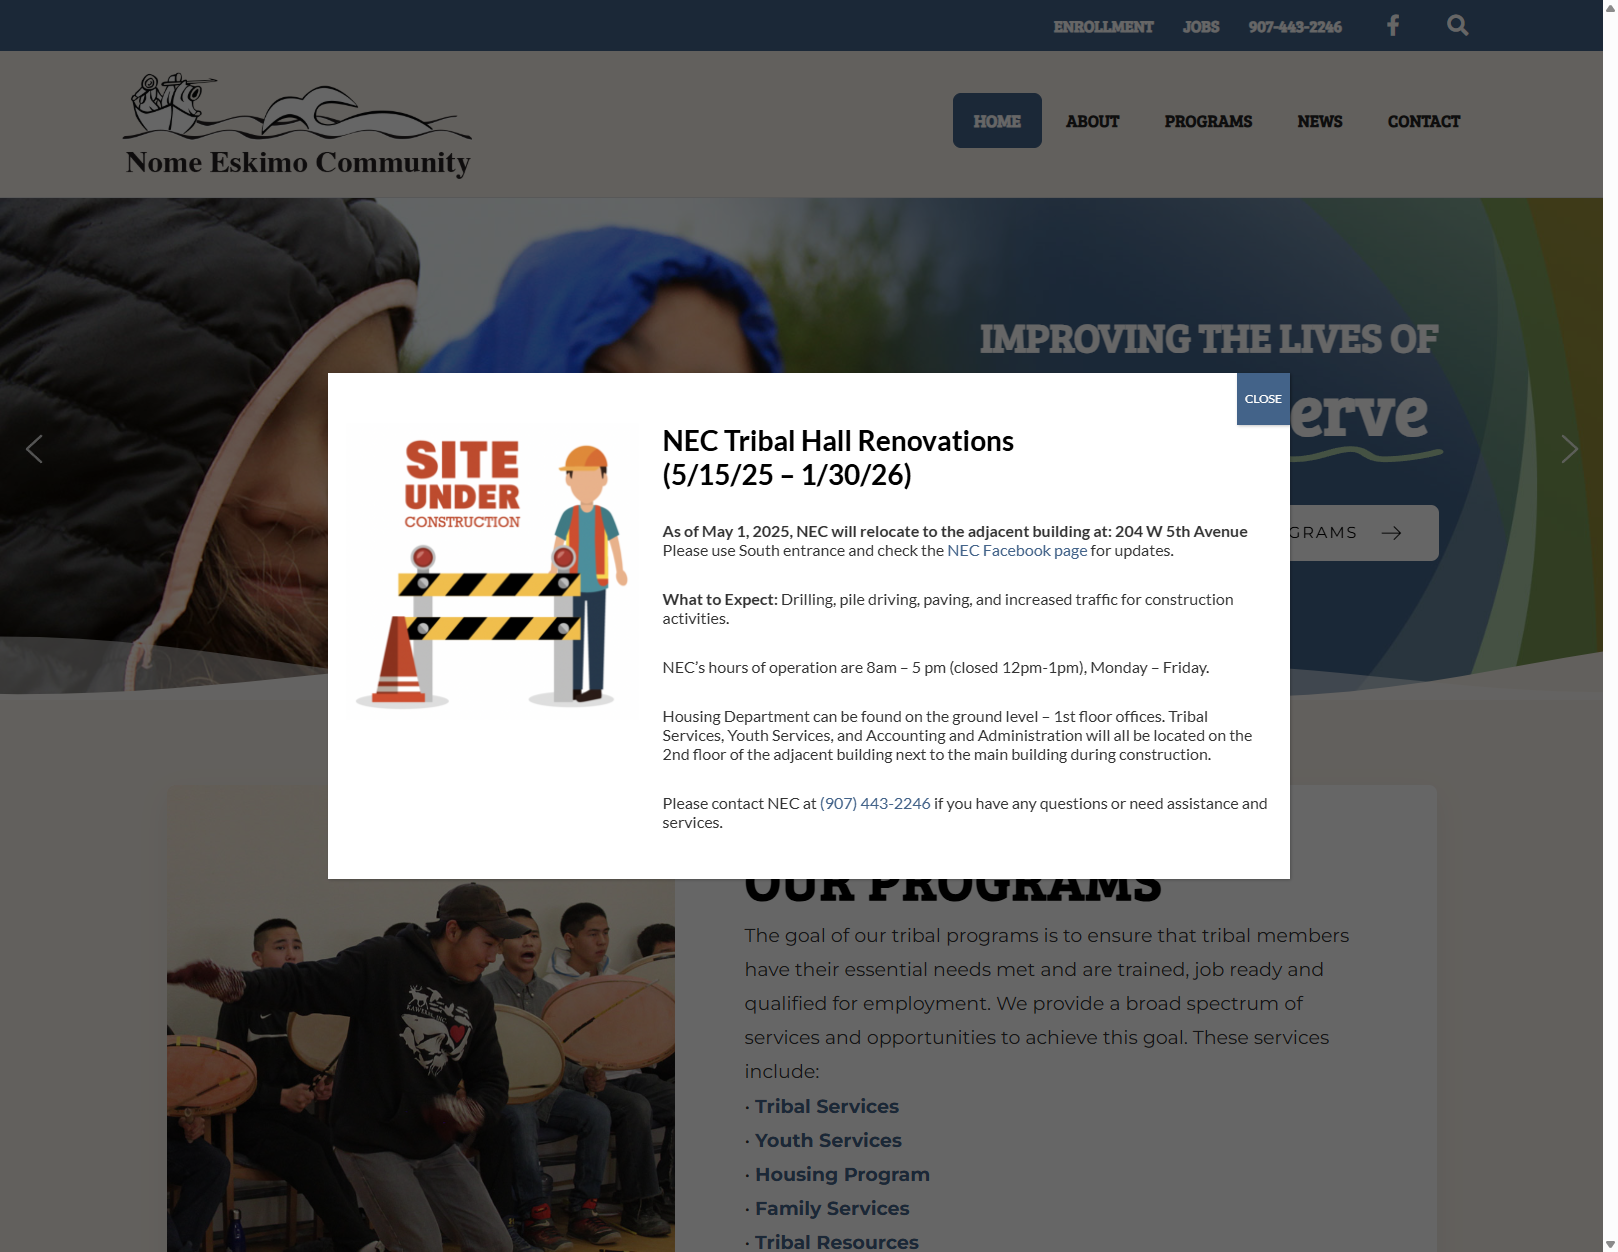 ENROLLMENT JOBS 907-443-2246
Nome Eskimo Community
HOME ABOUT PROGRAMS NEWS CONTACT
IMPROVING THE LIVES OF
erve
GRAMS
CLOSE
SITE
UNDER
CONSTRUCTION
NEC Tribal Hall Renovations
(5/15/25 – 1/30/26)
As of May 1, 2025, NEC will relocate to the adjacent building at: 204 W 5th Avenue
Please use South entrance and check the NEC Facebook page for updates.
What to Expect: Drilling, pile driving, paving, and increased traffic for construction
activities.
NEC’s hours of operation are 8am – 5 pm (closed 12pm-1pm), Monday – Friday.
Housing Department can be found on the ground level – 1st floor offices. Tribal
Services, Youth Services, and Accounting and Administration will all be located on the
2nd floor of the adjacent building next to the main building during construction.
Please contact NEC at (907) 443-2246 if you have any questions or need assistance and
services.
OUR PROGRAMS
The goal of our tribal programs is to ensure that tribal members
have their essential needs met and are trained, job ready and
qualified for employment. We provide a broad spectrum of
services and opportunities to achieve this goal. These services
include:
· Tribal Services
· Youth Services
· Housing Program
· Family Services
· Tribal Resources
KAWERAK, INC.